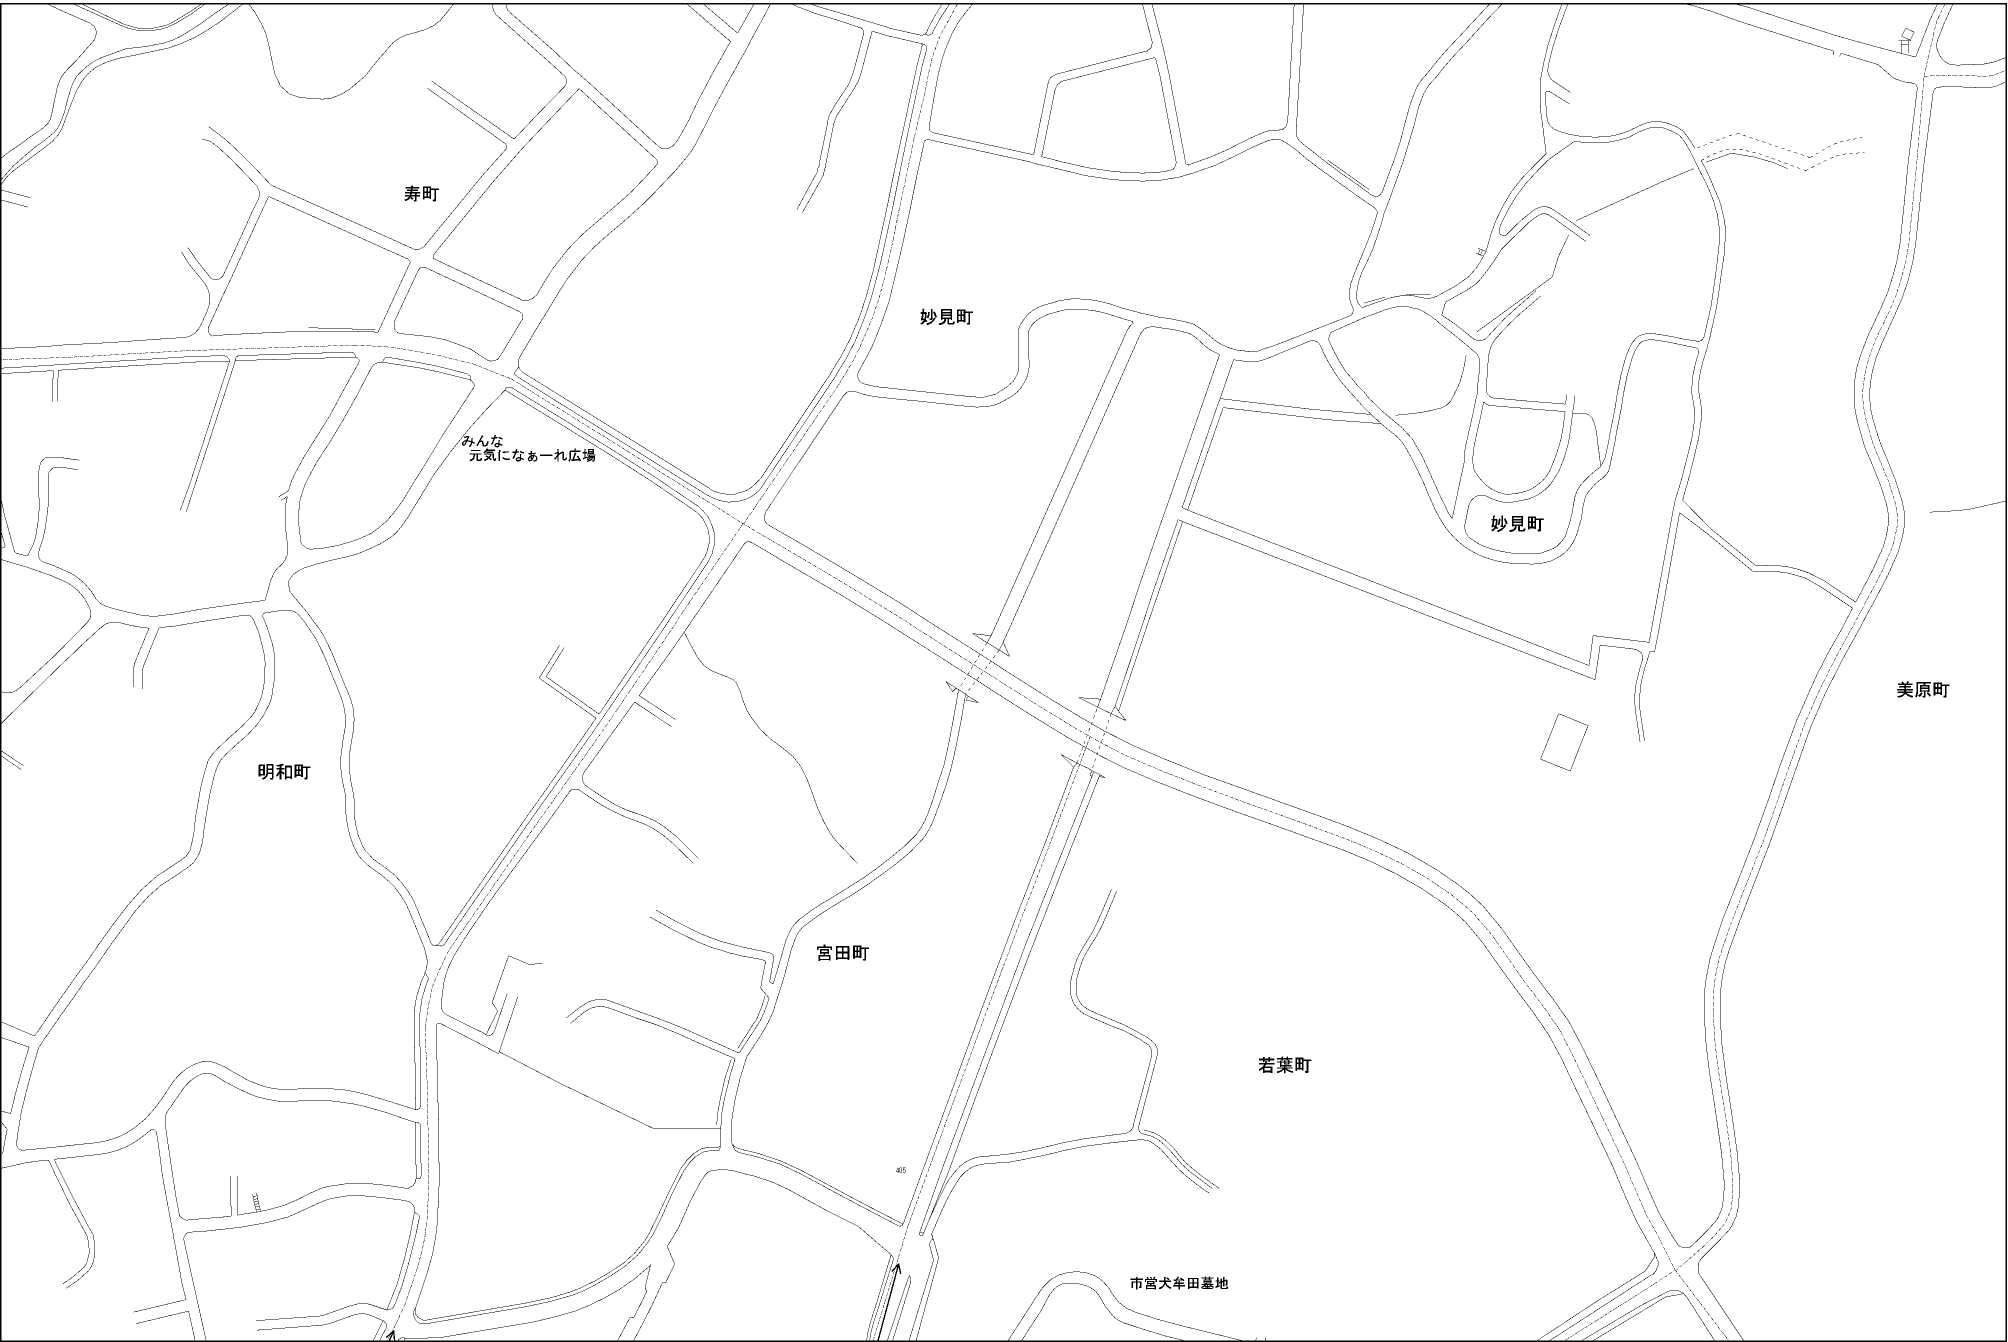 寿町
妙見町
みんな
元気になぁーれ広場
妙見町
美原町
明和町
宮田町
若葉町
405
市営犬牟田墓地